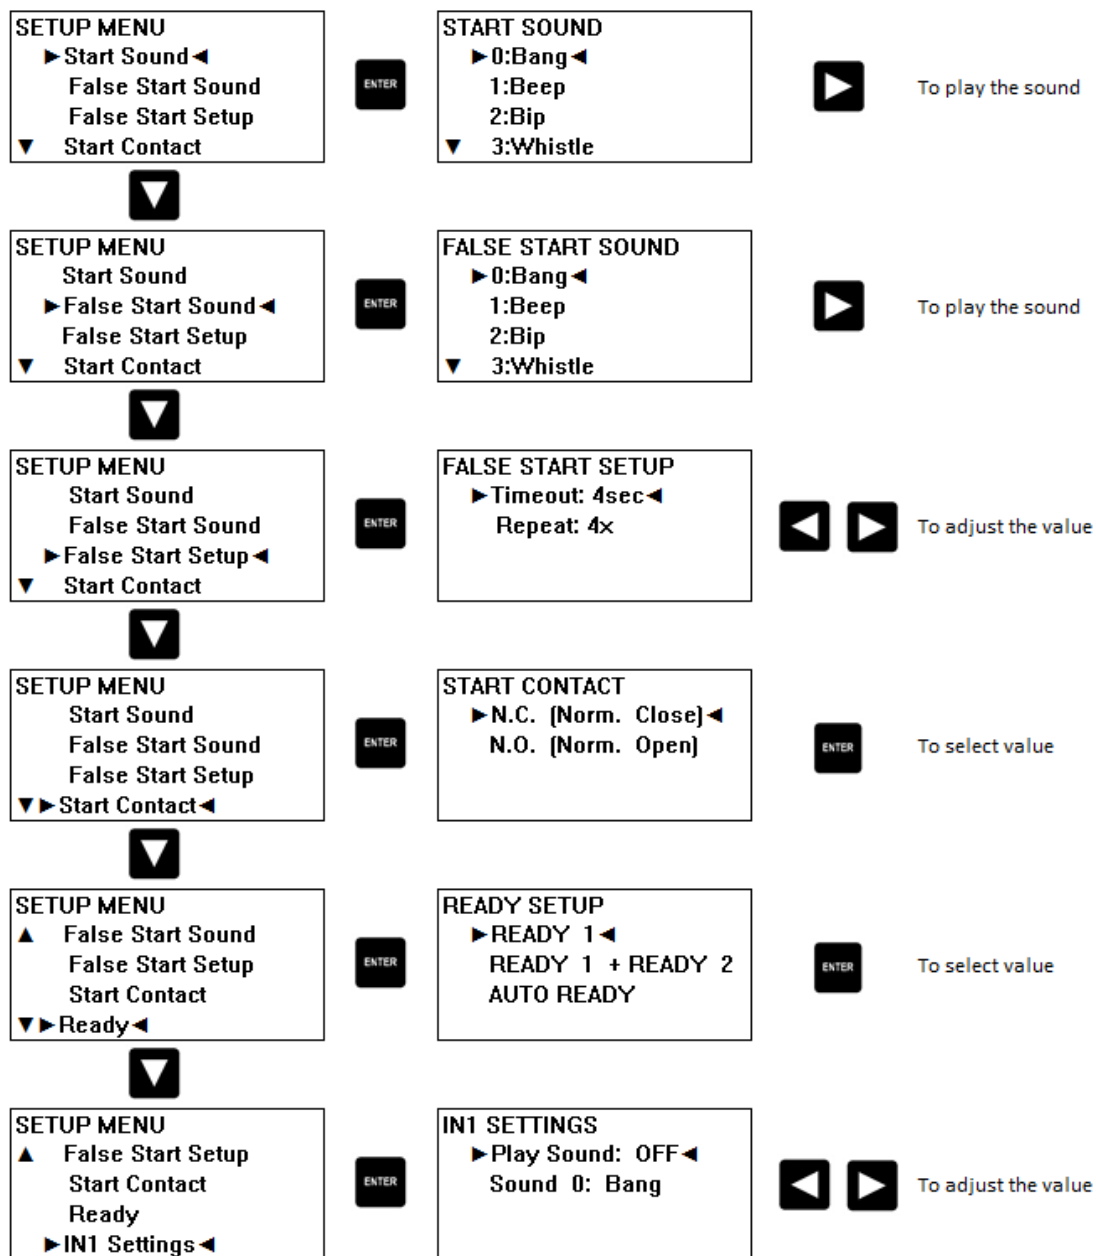 SETUP MENU
►Start Sound◄
False Start Sound
False Start Setup
▼ Start Contact
ENTER
START SOUND
►0:Bang◄
1:Beep
2:Bip
▼ 3:Whistle
To play the sound
SETUP MENU
Start Sound
►False Start Sound◄
False Start Setup
▼ Start Contact
ENTER
FALSE START SOUND
►0:Bang◄
1:Beep
2:Bip
▼ 3:Whistle
To play the sound
SETUP MENU
Start Sound
False Start Sound
►False Start Setup◄
▼ Start Contact
ENTER
FALSE START SETUP
►Timeout: 4sec◄
Repeat: 4x
To adjust the value
SETUP MENU
Start Sound
False Start Sound
False Start Setup
▼►Start Contact◄
ENTER
START CONTACT
►N.C. (Norm. Close)◄
N.O. (Norm. Open)
ENTER
To select value
SETUP MENU
▲ False Start Sound
False Start Setup
Start Contact
▼►Ready◄
ENTER
READY SETUP
►READY 1◄
READY 1 + READY 2
AUTO READY
ENTER
To select value
SETUP MENU
▲ False Start Setup
Start Contact
Ready
►IN1 Settings◄
ENTER
IN1 SETTINGS
►Play Sound: OFF◄
Sound 0: Bang
To adjust the value